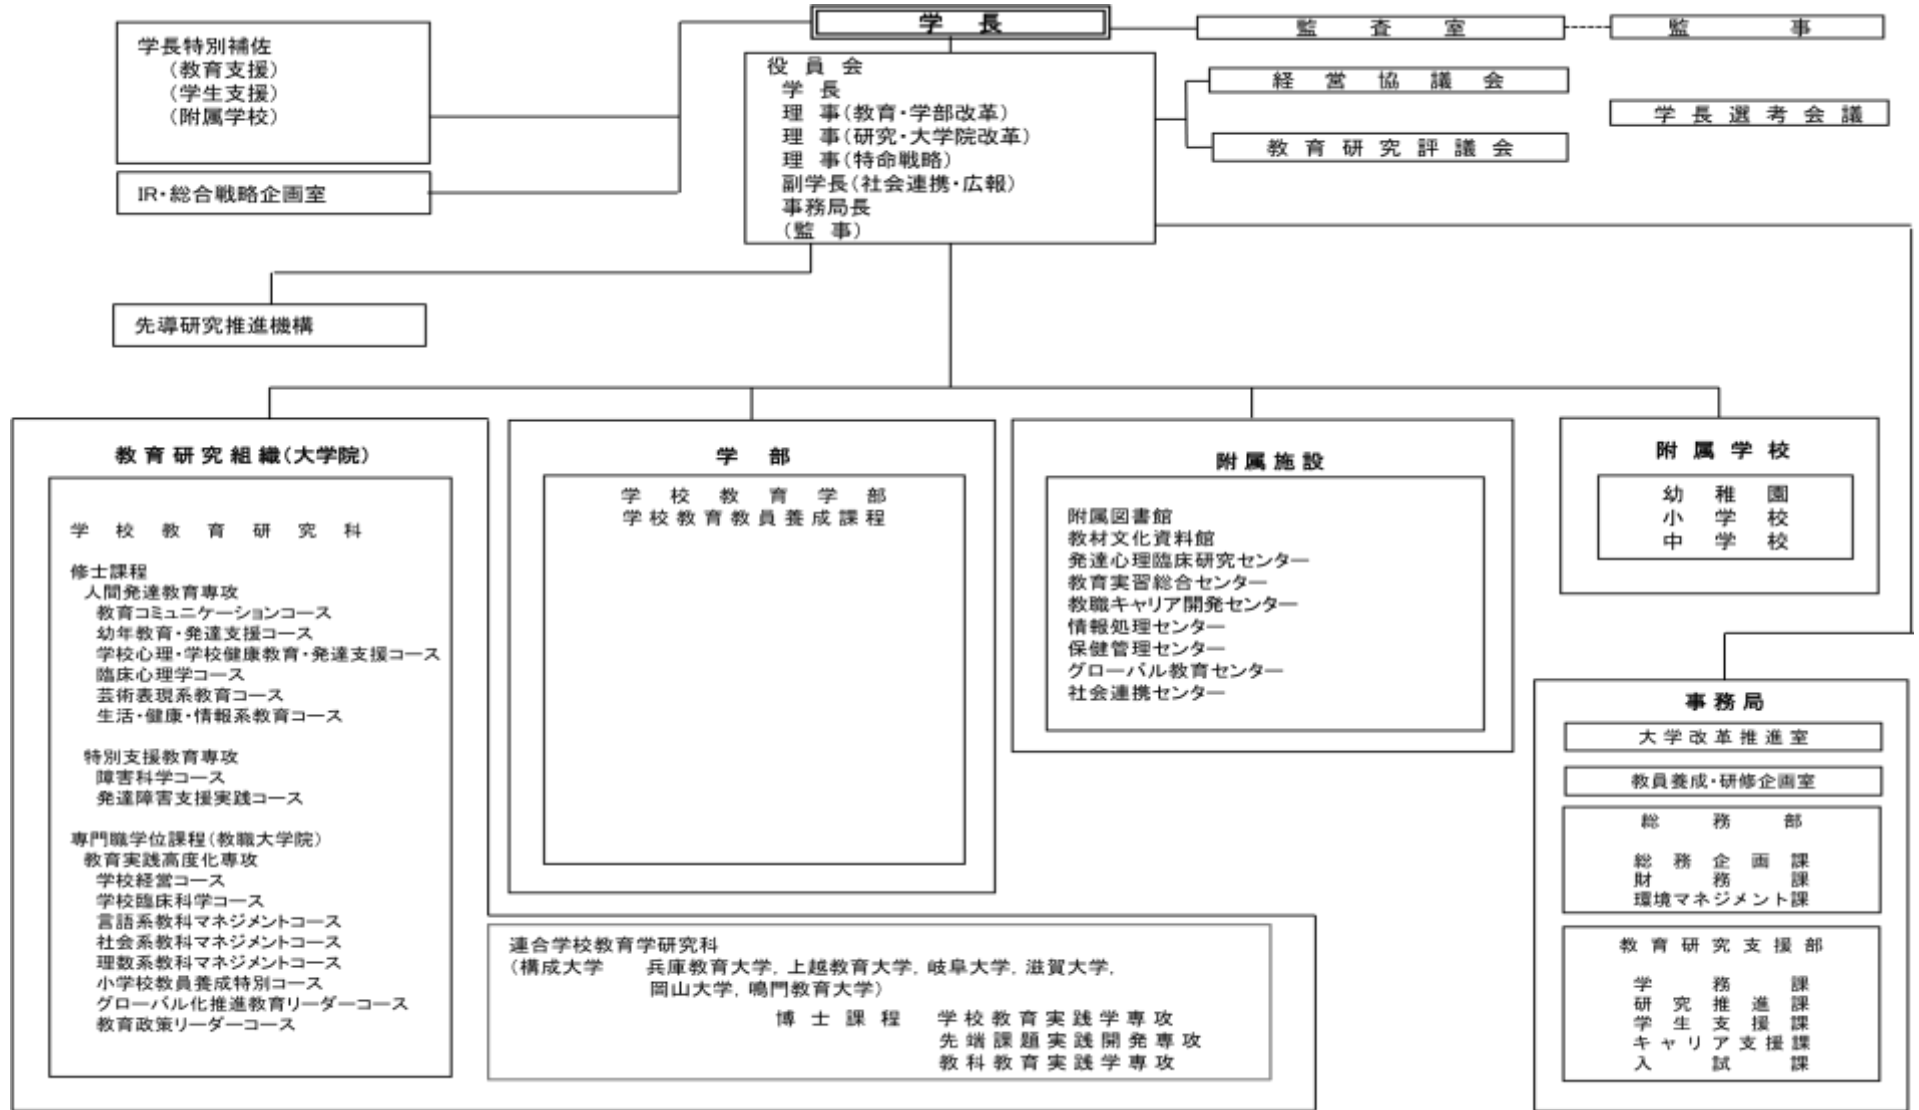 学長
監査室
監事
学長特別補佐
(教育支援)
(学生支援)
(附属学校)
IR・総合戦略企画室
役員会
学長
理事(教育・学部改革)
理事(研究・大学院改革)
理事(特命戦略)
副学長(社会連携・広報)
事務局長
(監事)
経営協議会
教育研究評議会
学長選考会議
先導研究推進機構
教育研究組織(大学院)
学校教育研究科
修士課程
人間発達教育専攻
教育コミュニケーションコース
幼年教育・発達支援コース
学校心理・学校健康教育・発達支援コース
臨床心理学コース
芸術表現系教育コース
生活・健康・情報系教育コース
特別支援教育専攻
障害科学コース
発達障害支援実践コース
専門職学位課程(教職大学院)
教育実践高度化専攻
学校経営コース
学校臨床科学コース
言語系教科マネジメントコース
社会系教科マネジメントコース
理数系教科マネジメントコース
小学校教員養成特別コース
グローバル化推進教育リーダーコース
教育政策リーダーコース
連合学校教育学研究科
(構成大学 兵庫教育大学, 上越教育大学, 岐阜大学, 滋賀大学,
岡山大学, 鳴門教育大学)
博士課程 学校教育実践学専攻
先端課題実践開発専攻
教科教育実践学専攻
学部
学校教育学部
学校教育教員養成課程
附属施設
附属図書館
教材文化資料館
発達心理臨床研究センター
教育実習総合センター
教職キャリア開発センター
情報処理センター
保健管理センター
グローバル教育センター
社会連携センター
附属学校
幼稚園
小学校
中学校
事務局
大学改革推進室
教員養成・研修企画室
総務部
総務企画課
財務課
環境マネジメント課
教育研究支援部
学務課
研究推進課
学生支援課
キャリア支援課
入試課